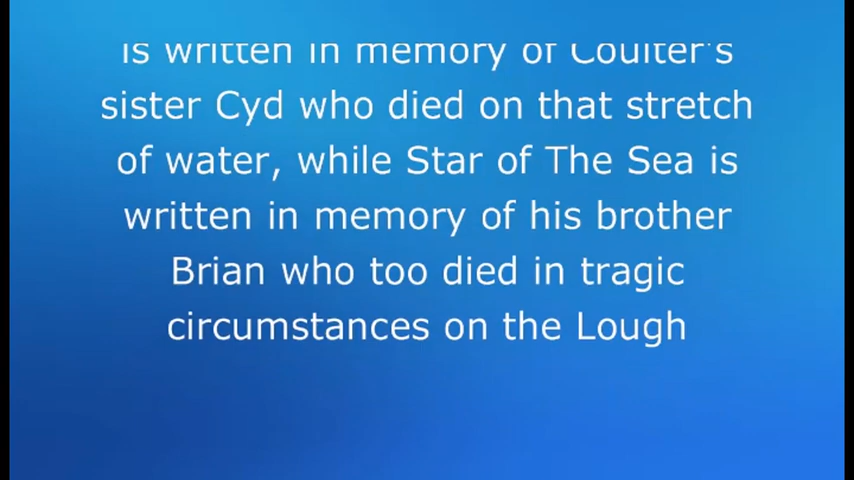 is written in memory of Coulter's
sister Cyd who died on that stretch
of water, while Star of The Sea is
written in memory of his brother
Brian who too died in tragic
circumstances on the Lough